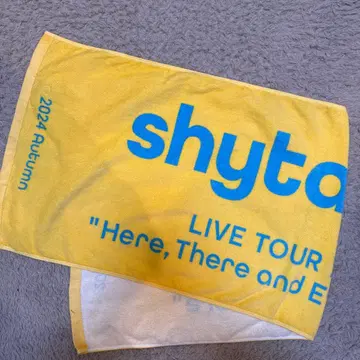 shyta
LIVE TOUR
"Here, There and E
2024 Autumn